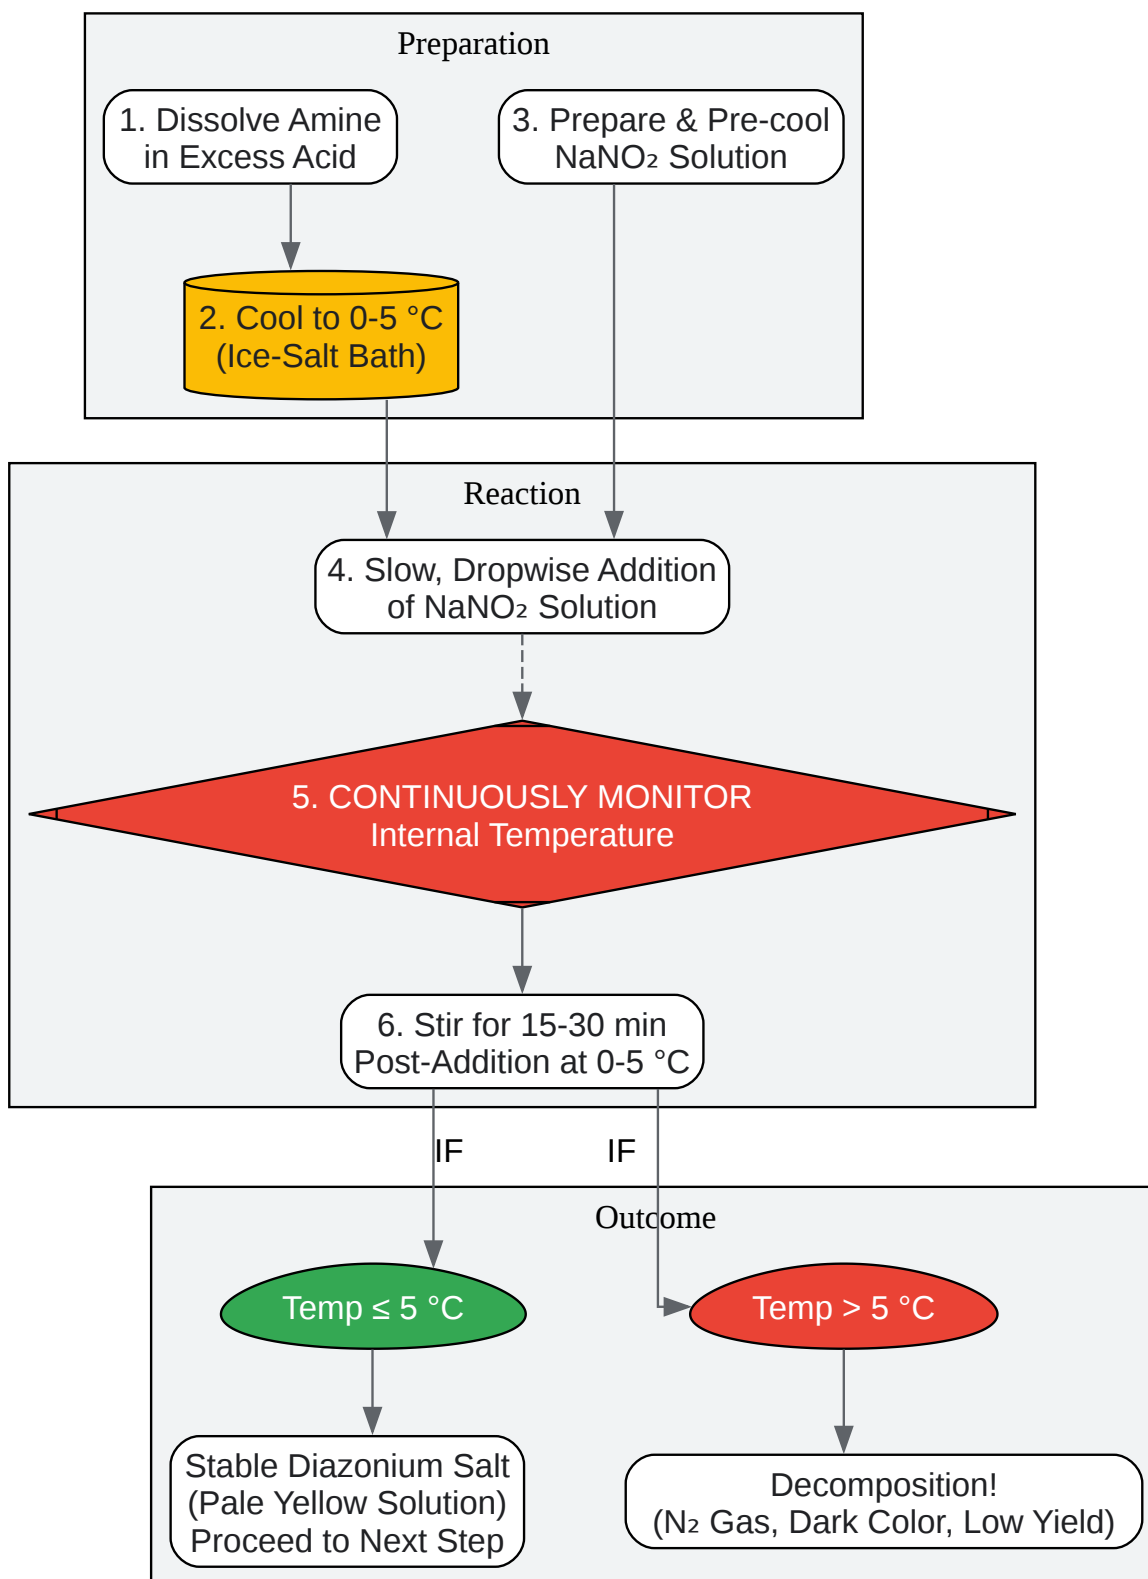 Preparation
1. Dissolve Amine
in Excess Acid
3. Prepare & Pre-cool
NaNO₂ Solution
2. Cool to 0-5 °C
(Ice-Salt Bath)
Reaction
4. Slow, Dropwise Addition
of NaNO₂ Solution
5. CONTINUOUSLY MONITOR
Internal Temperature
6. Stir for 15-30 min
Post-Addition at 0-5 °C
IF
IF
Outcome
Temp ≤ 5 °C
Temp > 5 °C
Stable Diazonium Salt
(Pale Yellow Solution)
Proceed to Next Step
Decomposition!
(N₂ Gas, Dark Color, Low Yield)